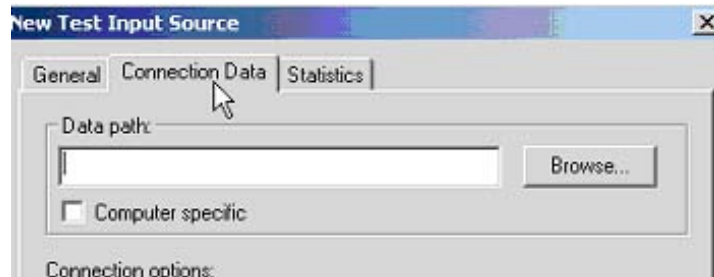 New Test Input Source
General Connection Data Statistics
Data path:
Browse...
Computer specific
Connection options: